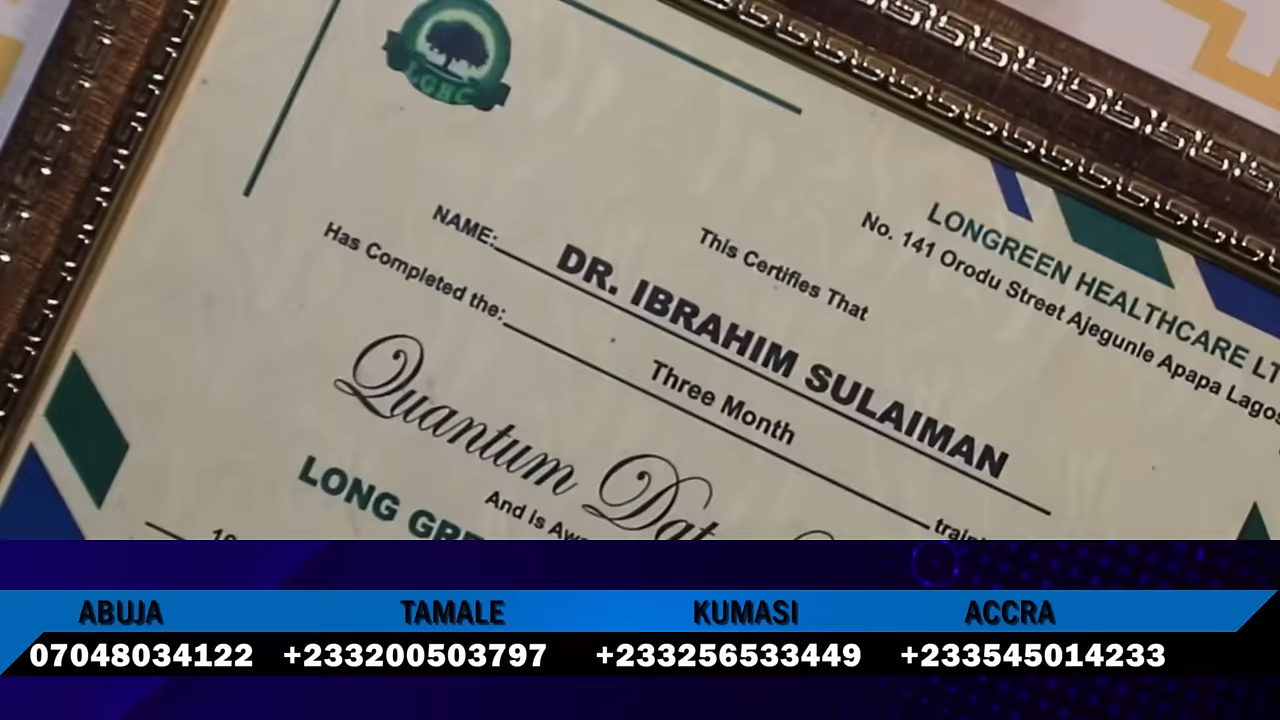 LGHC
LONGREEN HEALTHCARE
No. 141 Orodu Street Ajegunle Apapa Lagos
This Certifies That
NAME: DR. IBRAHIM SULAIMAN
Has Completed the: Three Month
Quantum
And is
LONG
ABUJA TAMALE KUMASI ACCRA
07048034122 +233200503797 +233256533449 +233545014233